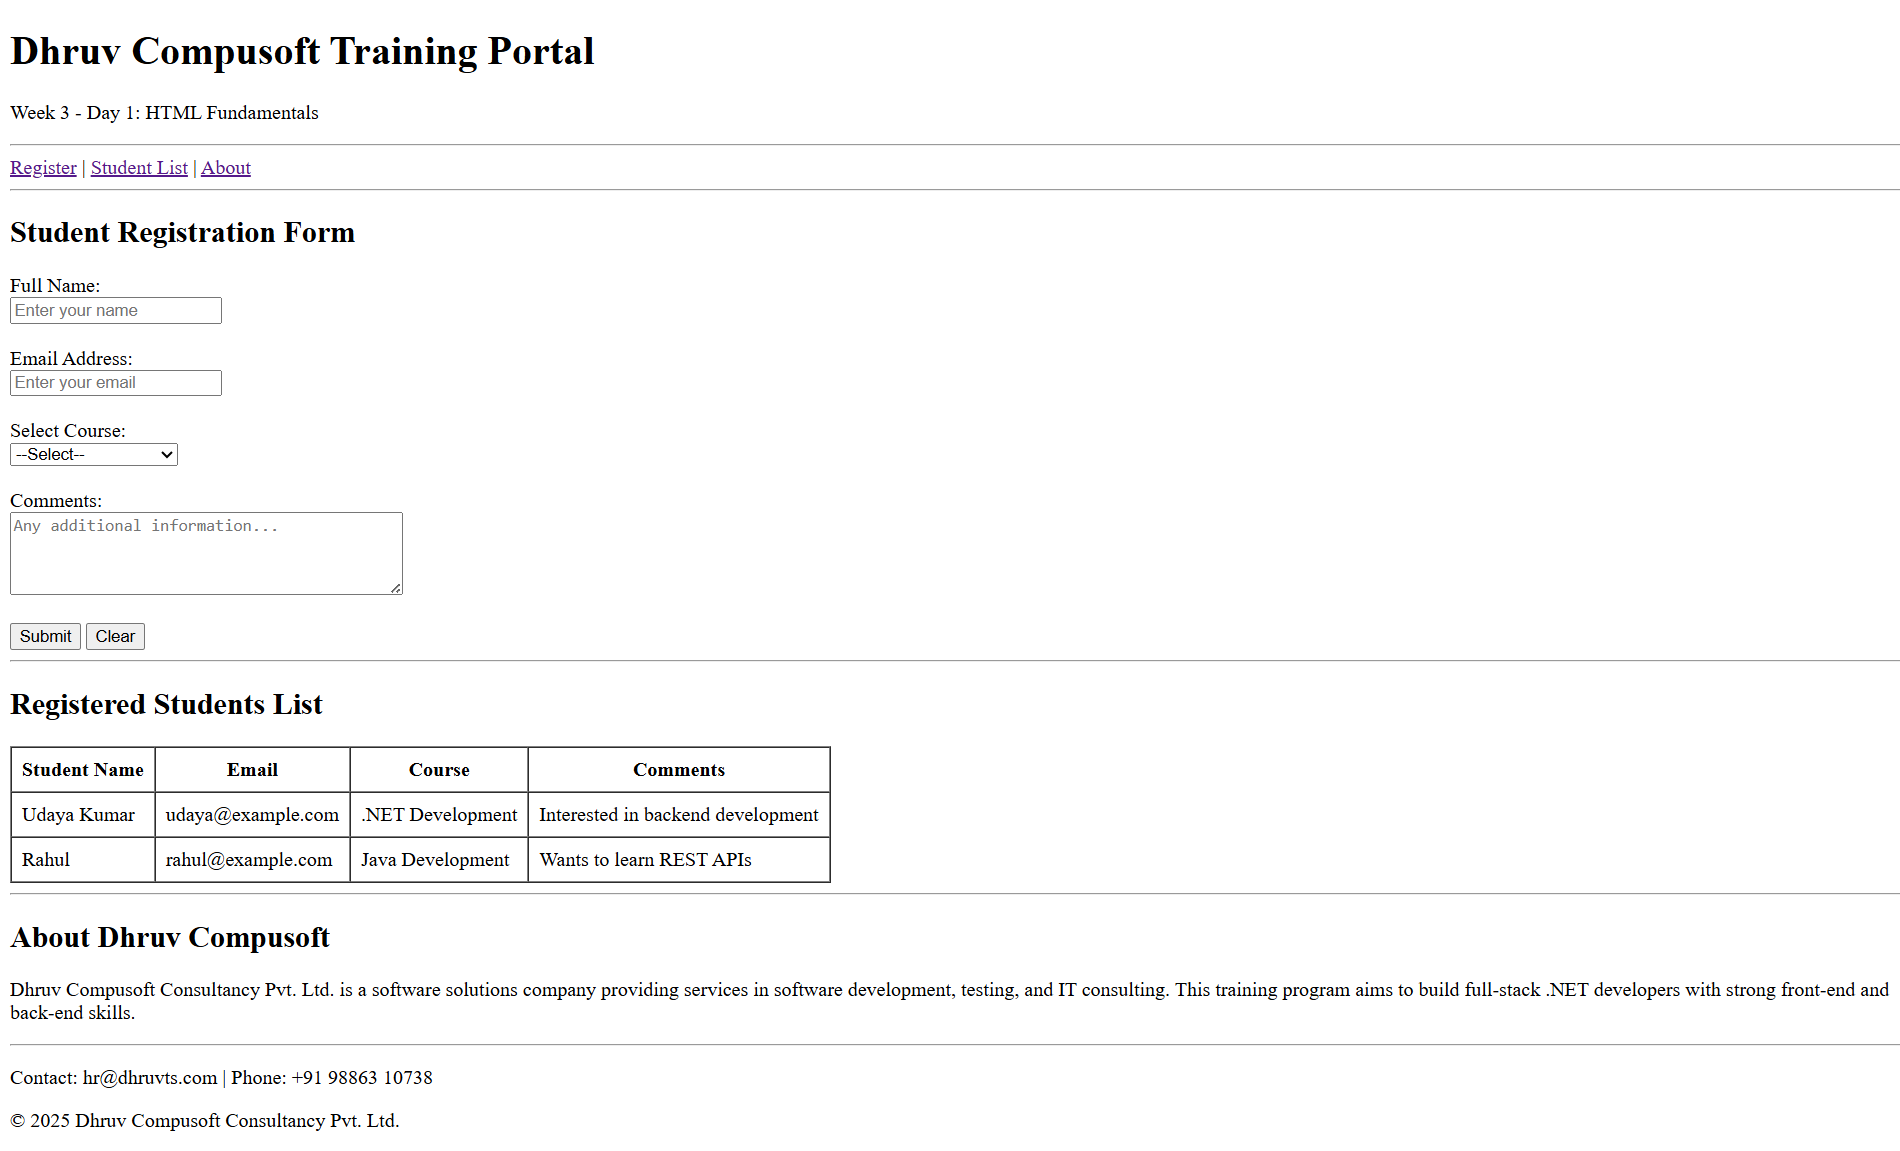 Dhruv Compusoft Training Portal
Week 3 - Day 1: HTML Fundamentals
Register | Student List | About
Student Registration Form
Full Name:
Enter your name
Email Address:
Enter your email
Select Course:
--Select--
Comments:
Any additional information...
Submit Clear
Registered Students List
Student Name Email Course Comments
Udaya Kumar udaya@example.com .NET Development Interested in backend development
Rahul rahul@example.com Java Development Wants to learn REST APIs
About Dhruv Compusoft
Dhruv Compusoft Consultancy Pvt. Ltd. is a software solutions company providing services in software development, testing, and IT consulting. This training program aims to build full-stack .NET developers with strong front-end and
back-end skills.
Contact: hr@dhruvts.com | Phone: +91 98863 10738
© 2025 Dhruv Compusoft Consultancy Pvt. Ltd.